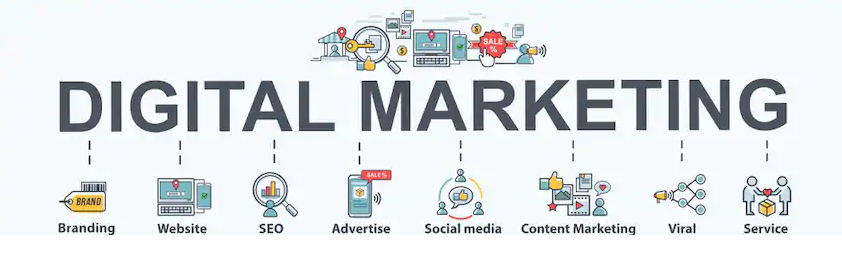 SALE
DIGITAL MARKETING
BRAND
SALE%
Branding
Website
SEO
Advertise
Social media
Content Marketing
Viral
Service